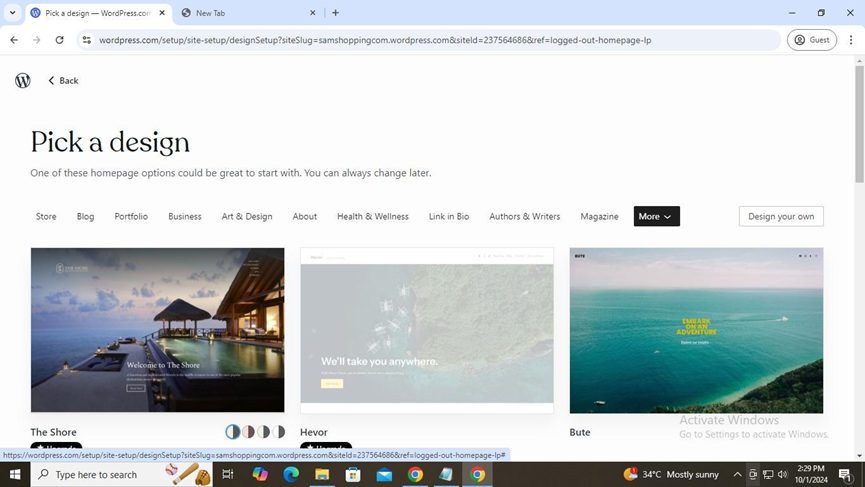 Pick a design — WordPress.com
New Tab
wordpress.com/setup/site-setup/designSetup?siteSlug=samshoppingcom.wordpress.com&siteId=237564686&ref=logged-out-homepage-lp
Guest
Back
Pick a design
One of these homepage options could be great to start with. You can always change later.
Store Blog Portfolio Business Art & Design About Health & Wellness Link in Bio Authors & Writers Magazine More Design your own
THE SHORE
Welcome to The Shore
Hevor
We'll take you anywhere.
BUTE
EMBARK
ON AN
ADVENTURE
The Shore
Hevor
Bute
Activate Windows
Go to Settings to activate Windows.
https://wordpress.com/setup/site-setup/designSetup?siteSlug=samshoppingcom.wordpress.com&siteId=237564686&ref=logged-out-homepage-lp#
Type here to search
34°C Mostly sunny
2:29 PM
10/1/2024
1